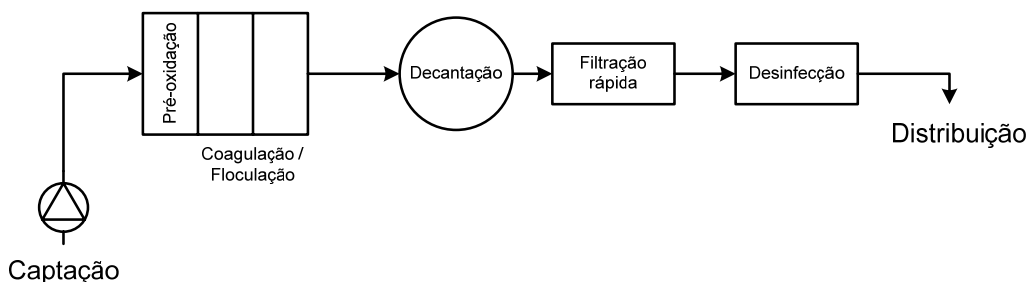 Captação
Pré-oxidação
Coagulação /
Floculação
Decantação
Filtração
rápida
Desinfecção
Distribuição